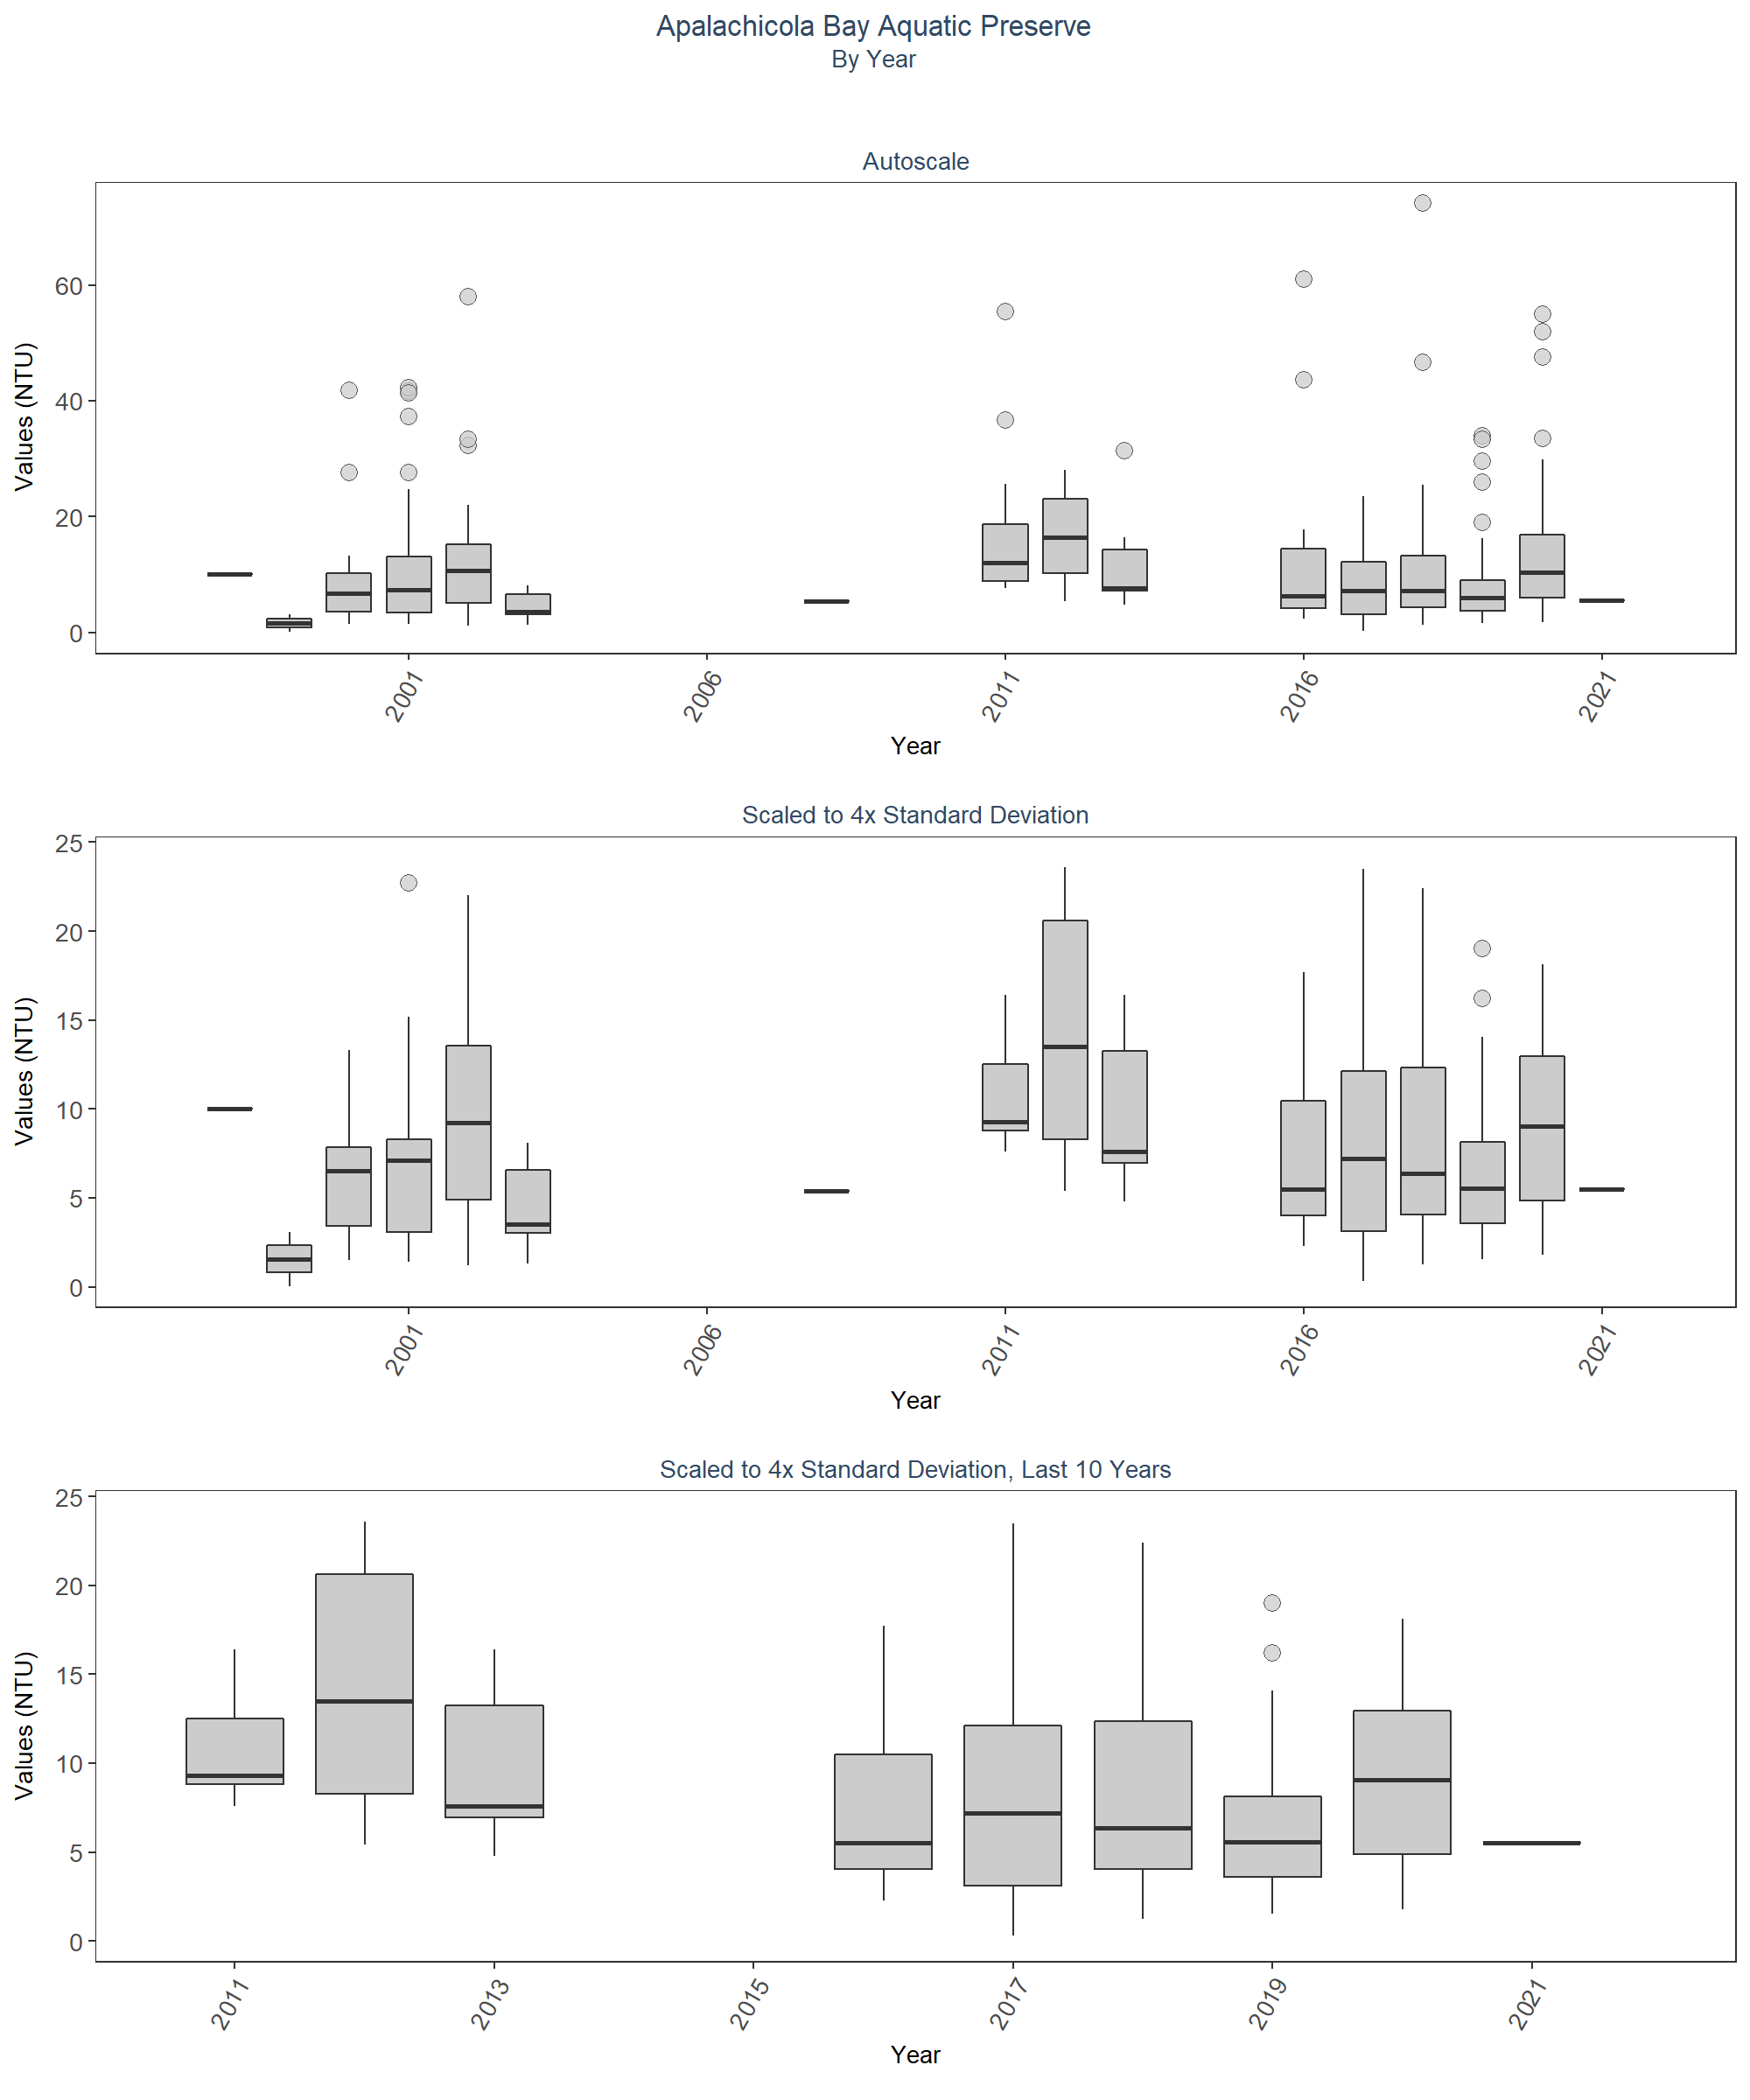 Apalachicola Bay Aquatic Preserve
By Year
Autoscale
Values (NTU)
60
40
20
0
2001
2006
2011
2016
2021
Year
Scaled to 4x Standard Deviation
Values (NTU)
25
20
15
10
5
0
2001
2006
2011
2016
2021
Year
Scaled to 4x Standard Deviation, Last 10 Years
Values (NTU)
25
20
15
10
5
0
2011
2013
2015
2017
2019
2021
Year